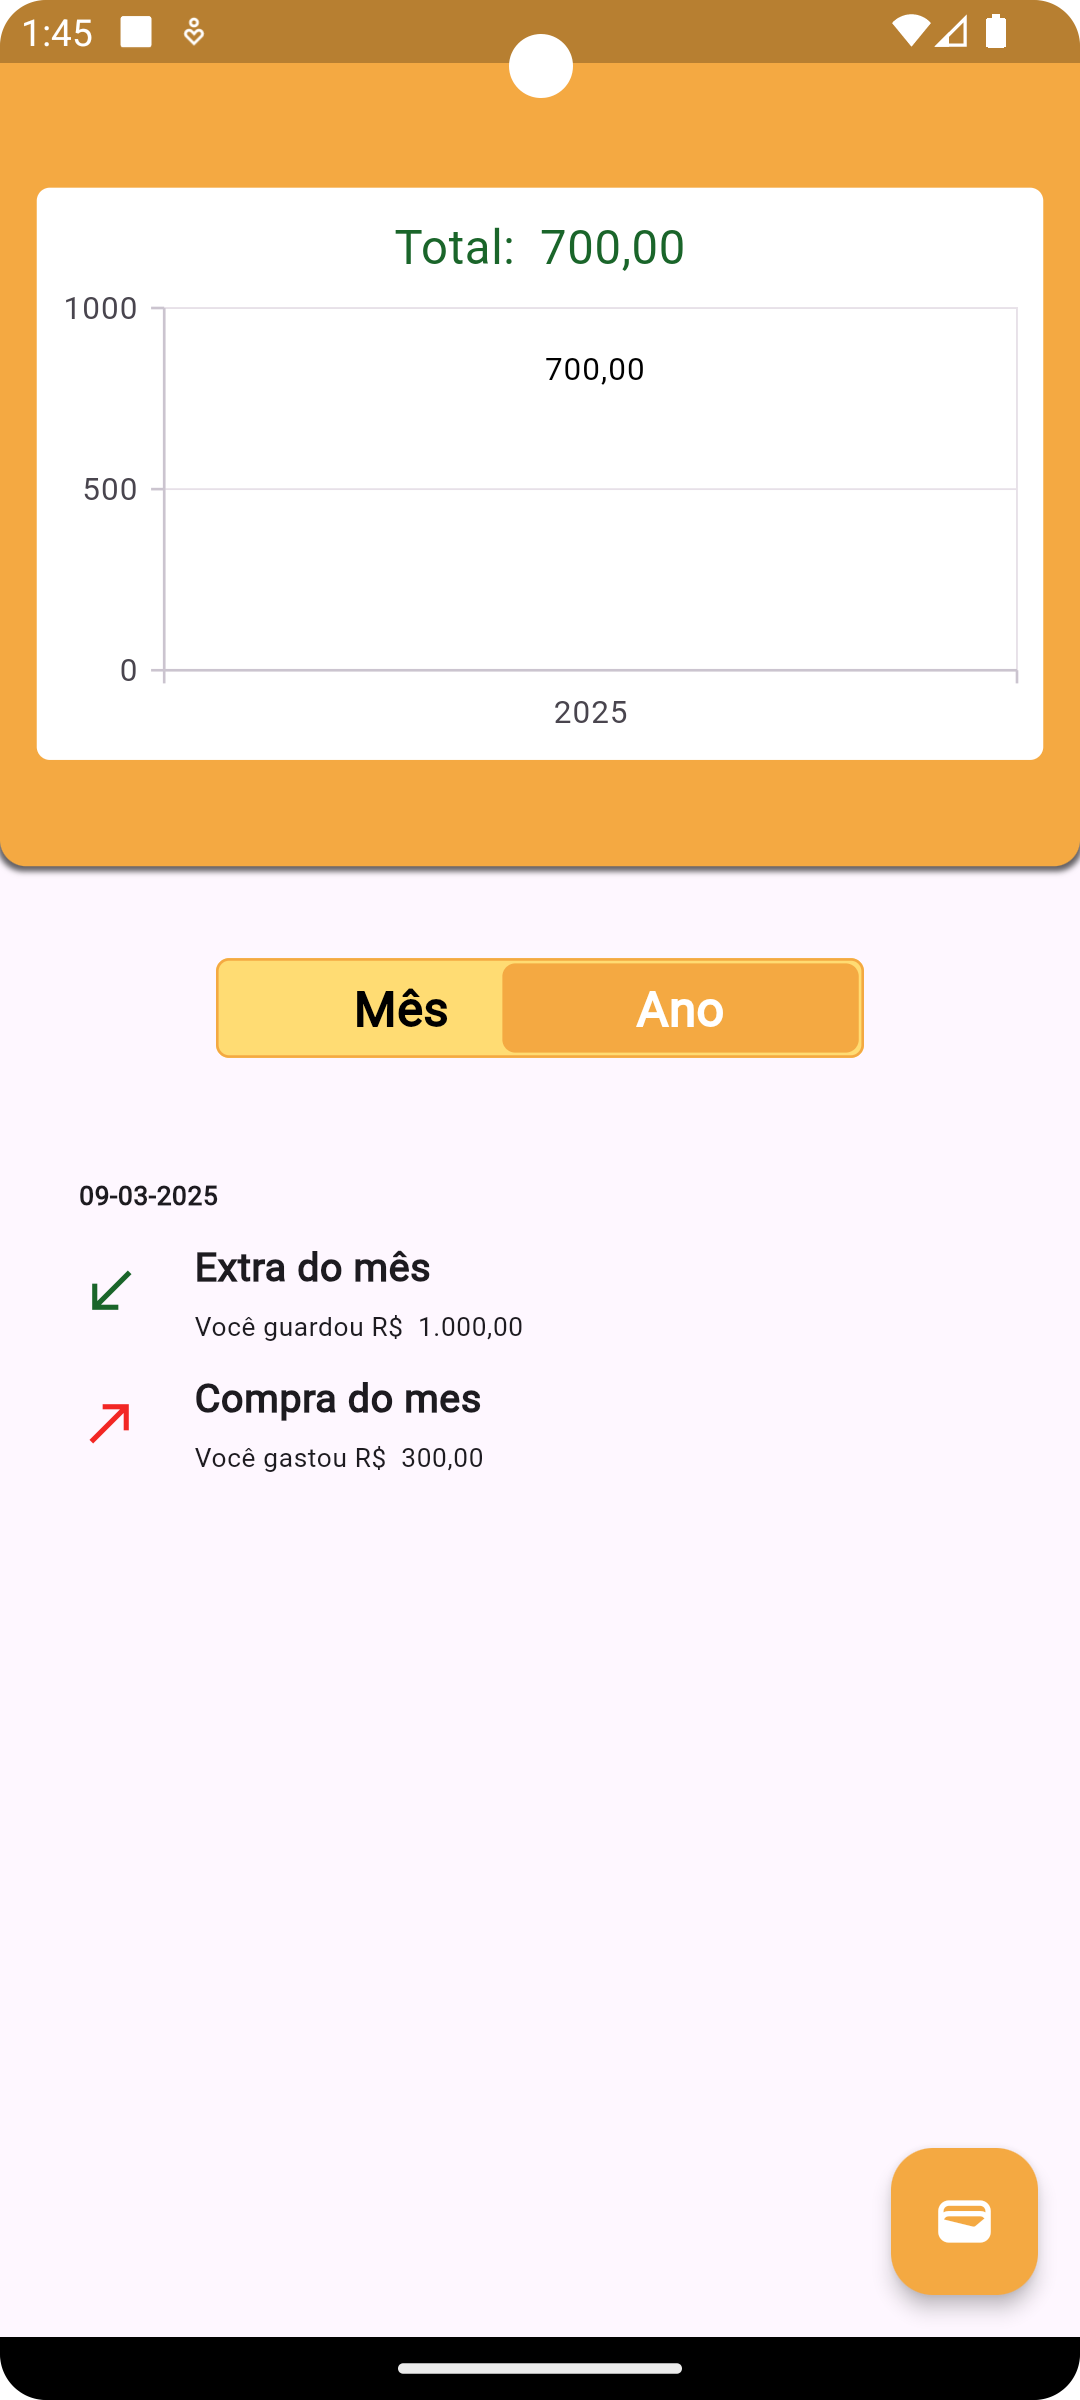 1:45
Total:  700,00
1000
700,00
500
0
2025
Mês Ano
09-03-2025
Extra do mês
Você guardou R$  1.000,00
Compra do mes
Você gastou R$  300,00